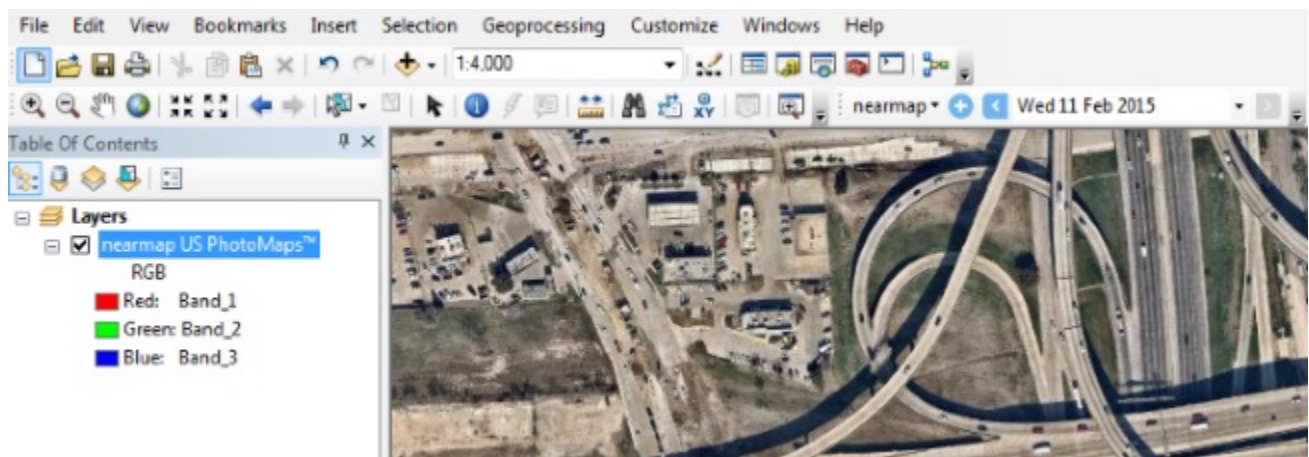 File Edit View Bookmarks Insert Selection Geoprocessing Customize Windows Help
1:4,000
XY nearmap Wed 11 Feb 2015
Table Of Contents
Layers
nearmap US PhotoMaps™
RGB
Red: Band_1
Green: Band_2
Blue: Band_3